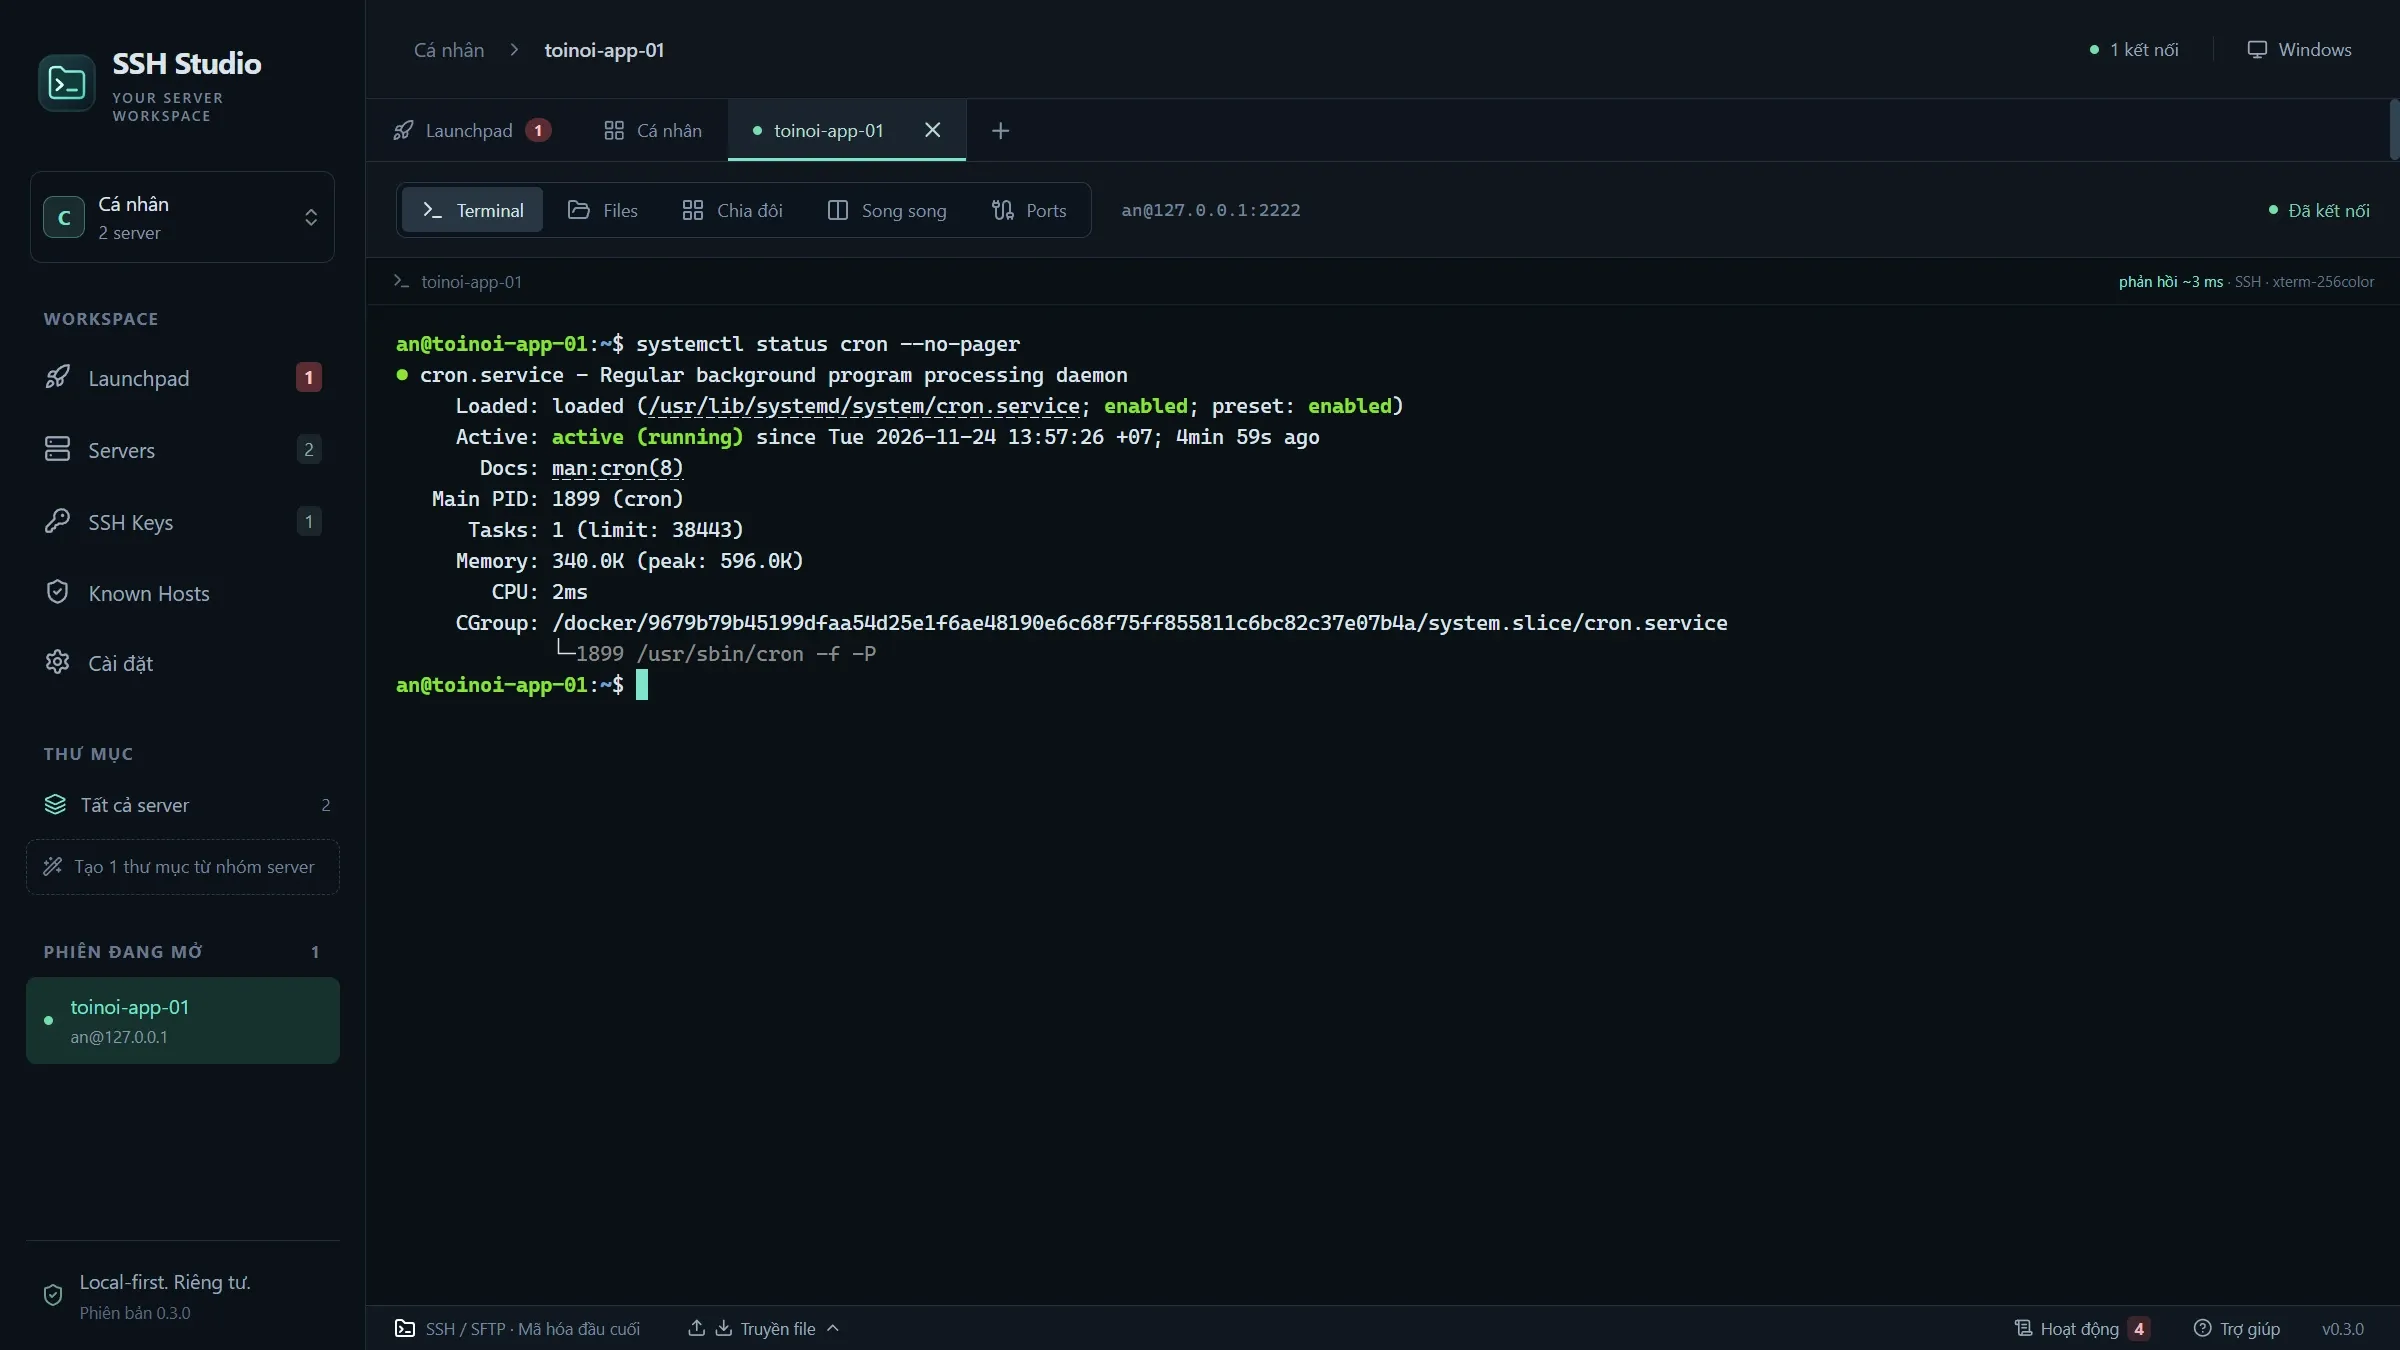 SSH Studio
YOUR SERVER
WORKSPACE
C
Cá nhân
2 server
WORKSPACE
Launchpad 1
Servers 2
SSH Keys 1
Known Hosts
Cài đặt
THƯ MỤC
Tất cả server 2
Tạo 1 thư mục từ nhóm server
PHIÊN ĐANG MỞ 1
toinoi-app-01
an@127.0.0.1
Local-first. Riêng tư.
Phiên bản 0.3.0
Cá nhân > toinoi-app-01
1 kết nối
Windows
Launchpad 1
Cá nhân
toinoi-app-01
Terminal
Files
Chia đôi
Song song
Ports
an@127.0.0.1:2222
Đã kết nối
toinoi-app-01
phản hồi ~3 ms · SSH · xterm-256color
an@toinoi-app-01:~$ systemctl status cron --no-pager
● cron.service - Regular background program processing daemon
Loaded: loaded (/usr/lib/systemd/system/cron.service; enabled; preset: enabled)
Active: active (running) since Tue 2026-11-24 13:57:26 +07; 4min 59s ago
Docs: man:cron(8)
Main PID: 1899 (cron)
Tasks: 1 (limit: 38443)
Memory: 340.0K (peak: 596.0K)
CPU: 2ms
CGroup: /docker/9679b79b45199dfaa54d25e1f6ae48190e6c68f75ff855811c6bc82c37e07b4a/system.slice/cron.service
└─1899 /usr/sbin/cron -f -P
an@toinoi-app-01:~$
SSH / SFTP · Mã hóa đầu cuối
Truyền file
Hoạt động 4
Trợ giúp
v0.3.0